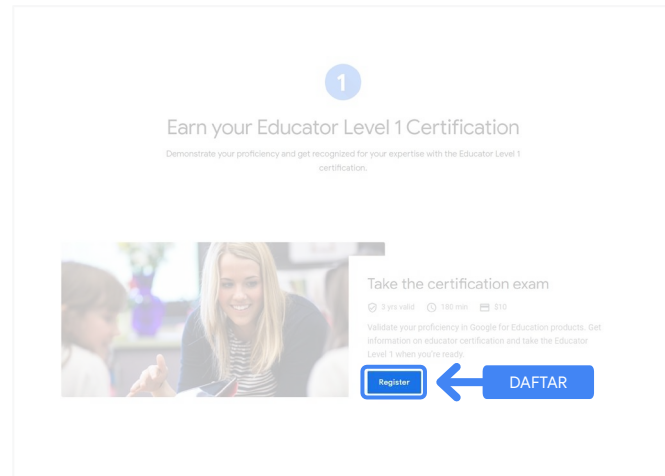 1
Earn your Educator Level 1 Certification
Demonstrate your proficiency and get recognized for your expertise with the Educator Level 1
certification.
Take the certification exam
3 yrs valid 180 min $10
Validate your proficiency in Google for Education products. Get
information on educator certification and take the Educator
Level 1 when you're ready.
Register
DAFTAR